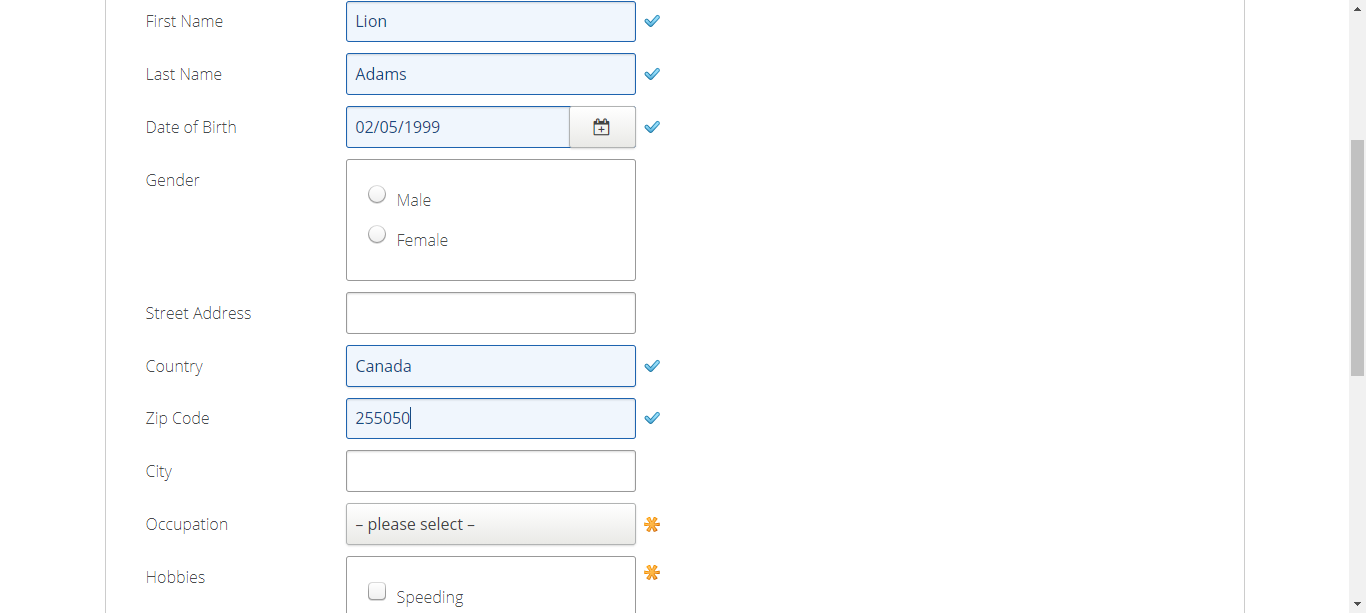 First Name Lion
Last Name Adams
Date of Birth 02/05/1999
Gender
Male
Female
Street Address
Country Canada
Zip Code 255050
City
Occupation – please select –
Hobbies
Speeding